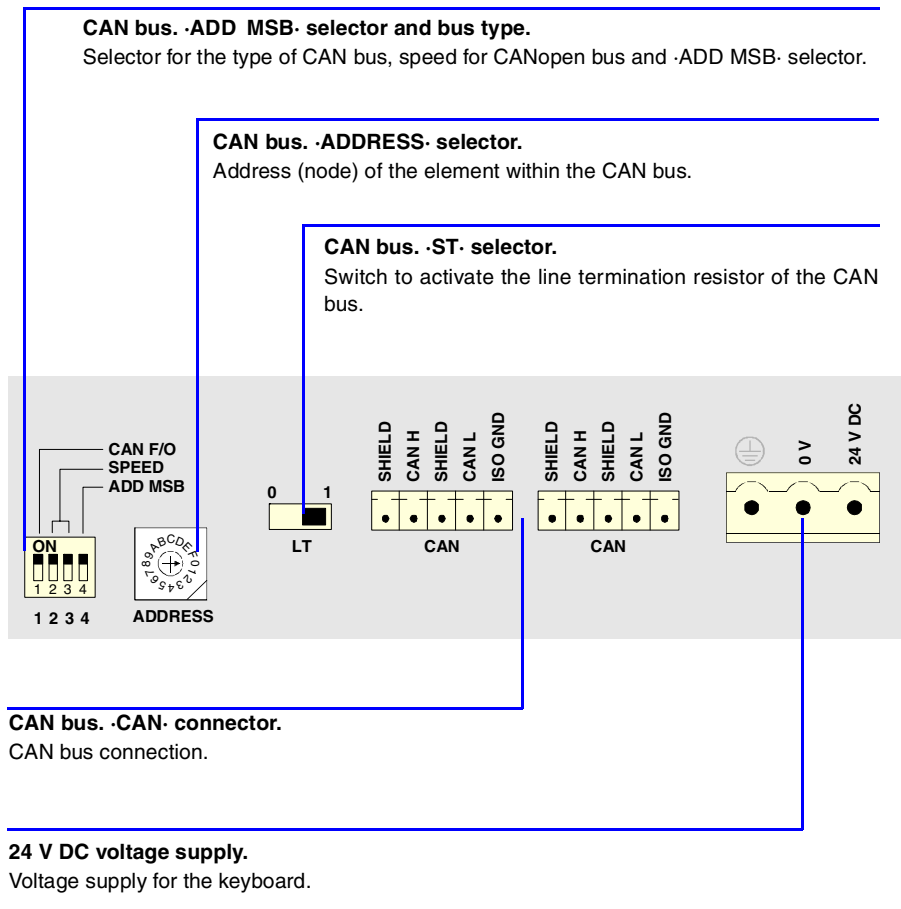 CAN bus. ·ADD MSB· selector and bus type.
Selector for the type of CAN bus, speed for CANopen bus and ·ADD MSB· selector.
CAN bus. ·ADDRESS· selector.
Address (node) of the element within the CAN bus.
CAN bus. ·ST· selector.
Switch to activate the line termination resistor of the CAN
bus.
CAN F/O
SPEED
ADD MSB
ON
1 2 3 4
1 2 3 4
0123456789ABCDEF
ADDRESS
0 1
LT
SHIELD
CAN H
SHIELD
CAN L
ISO GND
CAN
SHIELD
CAN H
SHIELD
CAN L
ISO GND
CAN
0 V
24 V DC
CAN bus. ·CAN· connector.
CAN bus connection.
24 V DC voltage supply.
Voltage supply for the keyboard.